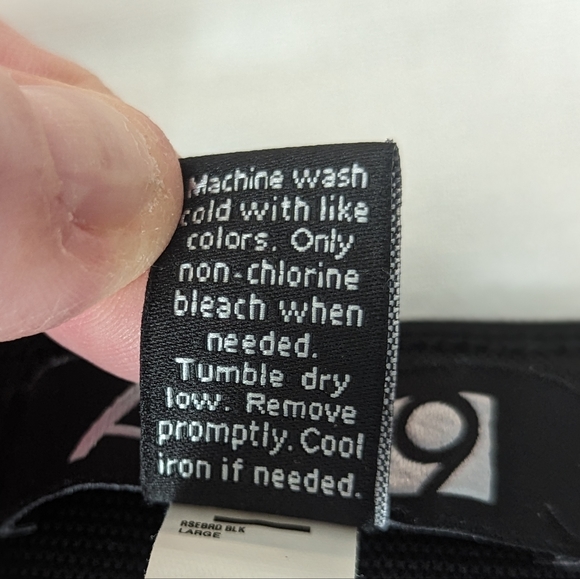 Machine wash
cold with like
colors. Only
non-chlorine
bleach when
needed.
Tumble dry
low. Remove
promptly. Cool
iron if needed.
9
RSEBRD BLK
LARGE